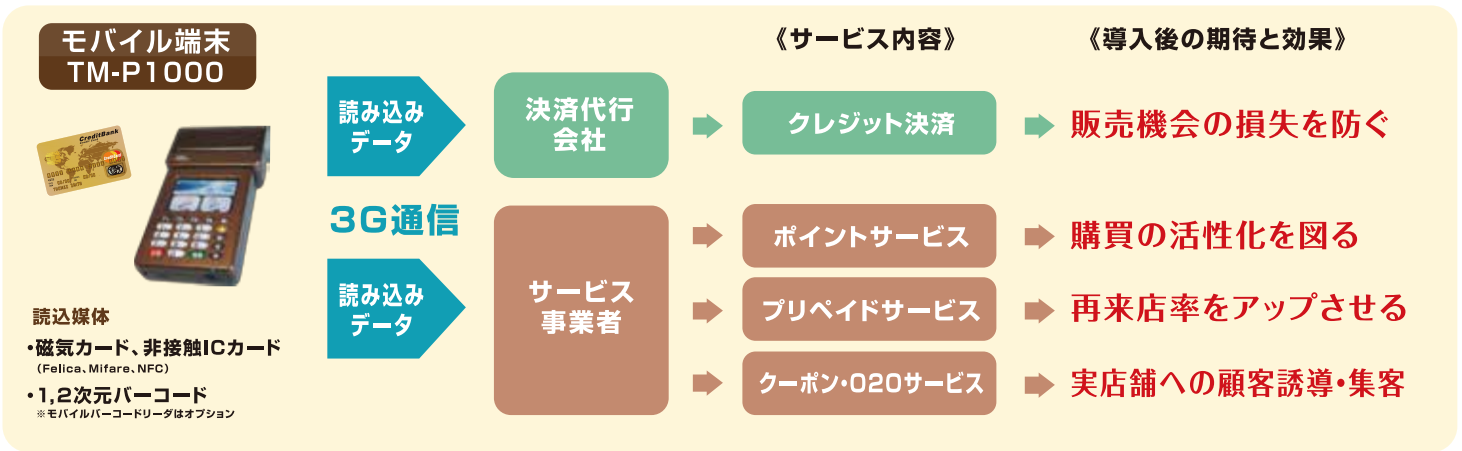 モバイル端末
TM-P1000
CreditBank
読込媒体
・磁気カード、非接触ICカード
(Felica、Mifare、NFC)
・1,2次元バーコード
※モバイルバーコードリーダはオプション
読み込み
データ
3G通信
読み込み
データ
決済代行
会社
サービス
事業者
《サービス内容》
クレジット決済
ポイントサービス
プリペイドサービス
クーポン・O2Oサービス
《導入後の期待と効果》
販売機会の損失を防ぐ
購買の活性化を図る
再来店率をアップさせる
実店舗への顧客誘導・集客